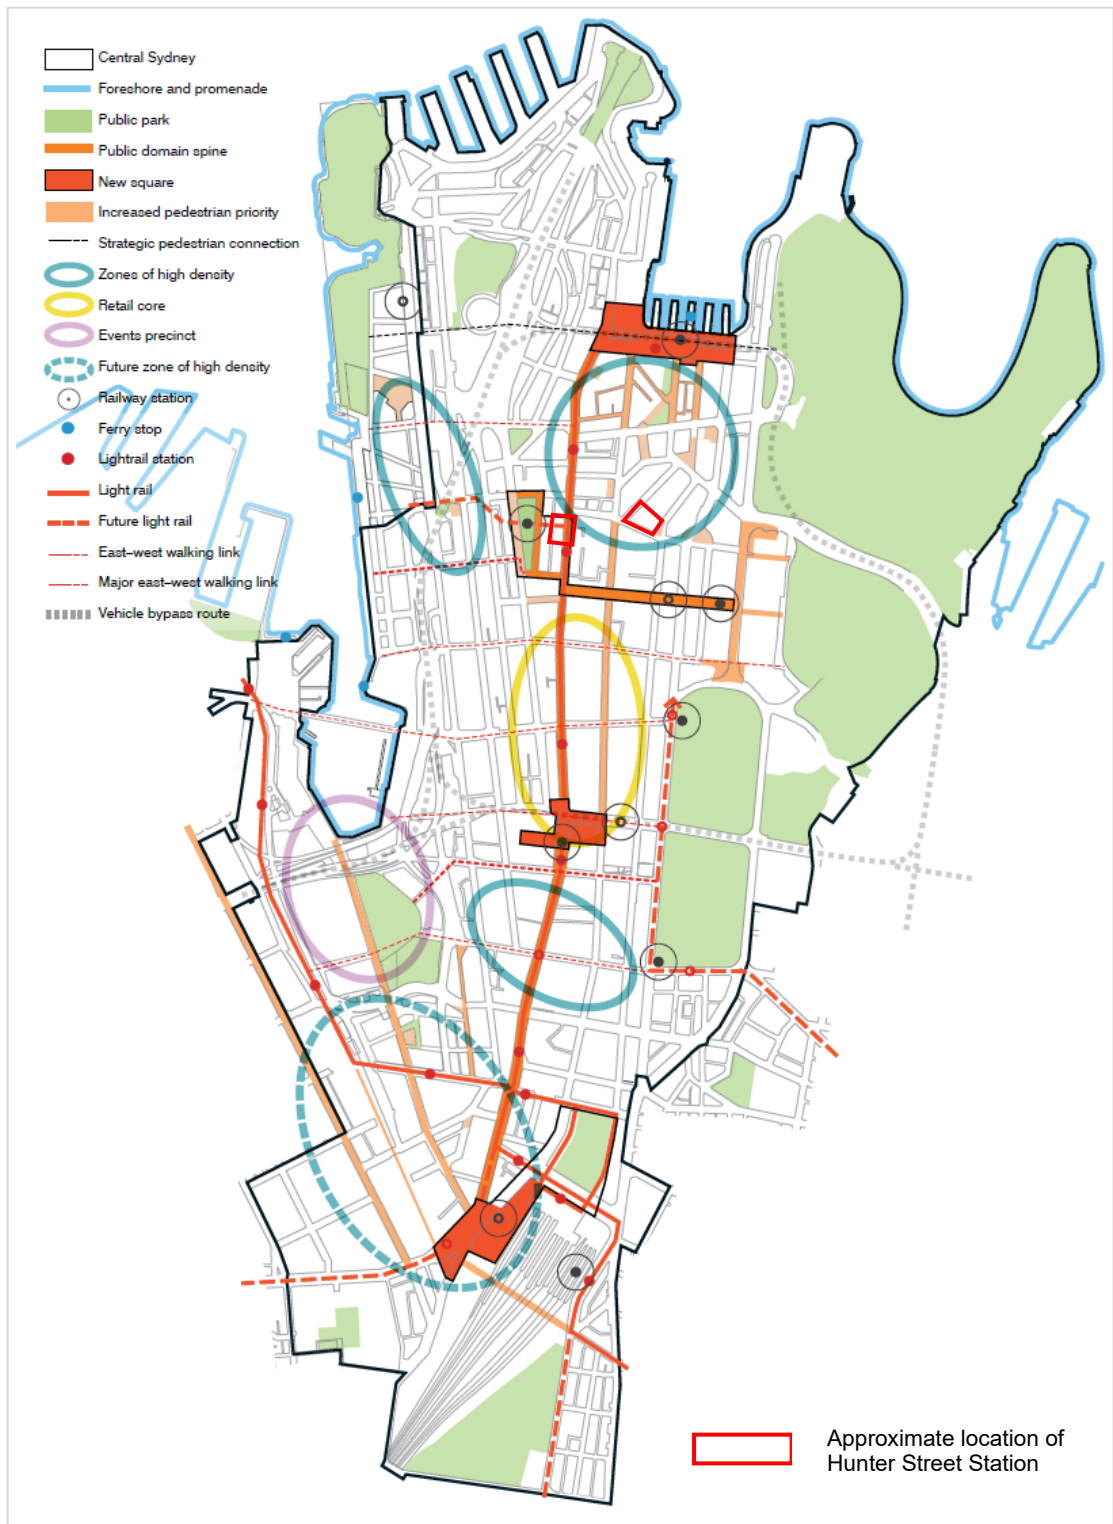 Central Sydney
Foreshore and promenade
Public park
Public domain spine
New square
Increased pedestrian priority
Strategic pedestrian connection
Zones of high density
Retail core
Events precinct
Future zone of high density
Railway station
Ferry stop
Lightrail station
Light rail
Future light rail
East–west walking link
Major east–west walking link
Vehicle bypass route
Approximate location of
Hunter Street Station